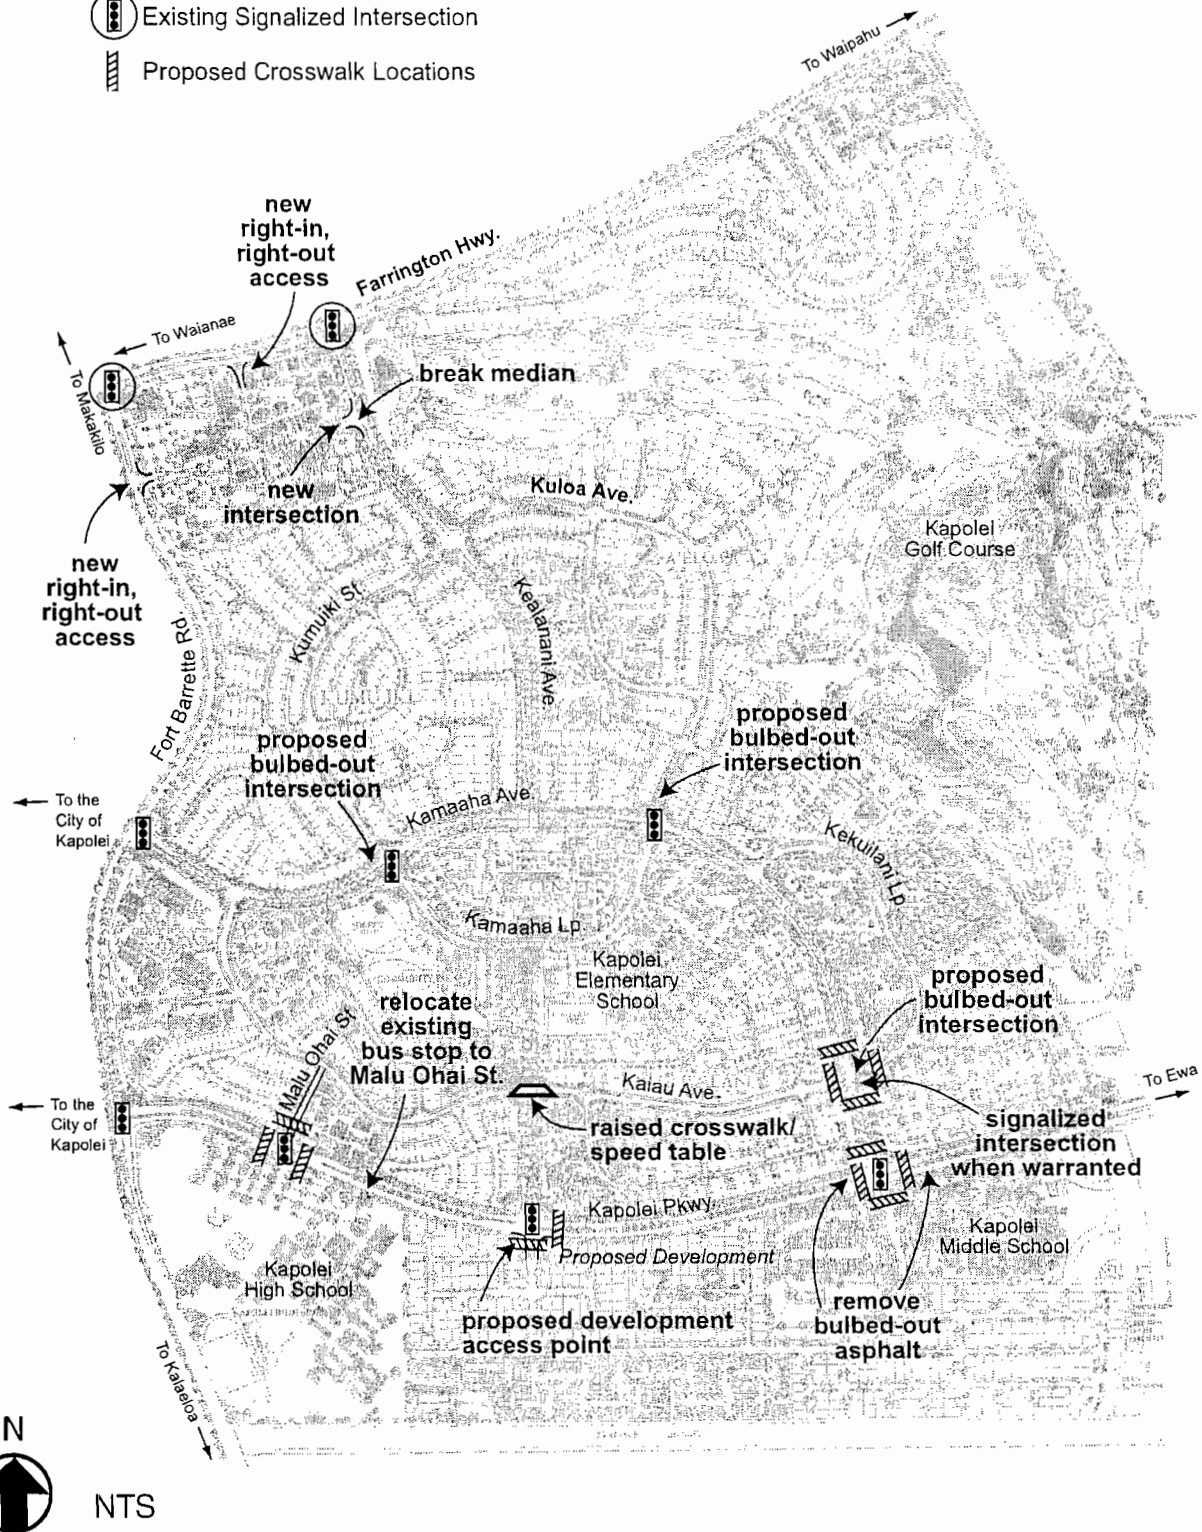 Existing Signalized Intersection
Proposed Crosswalk Locations
To Waipahu
new
right-in,
right-out
access
Farrington Hwy.
To Waianae
To Makakilo
break median
new
intersection
Kuloa Ave.
Kapolei
Golf Course
new
right-in,
right-out
access
Kumuiki St.
Kealanani Ave.
Fort Barrette Rd.
proposed
bulbed-out
intersection
proposed
bulbed-out
intersection
To the
City of
Kapolei
Kamaaha Ave.
Kekuilani Lp.
Kamaaha Lp.
Kapolei
Elementary
School
proposed
bulbed-out
intersection
relocate
existing
bus stop to
Malu Ohai St.
Malu Ohai St.
Kaiau Ave.
To Ewa
To the
City of
Kapolei
raised crosswalk/
speed table
signalized
intersection
when warranted
Kapolei Pkwy.
Proposed Development
Kapolei
Middle School
Kapolei
High School
proposed development
access point
remove
bulbed-out
asphalt
To Kalaeloa
N
NTS